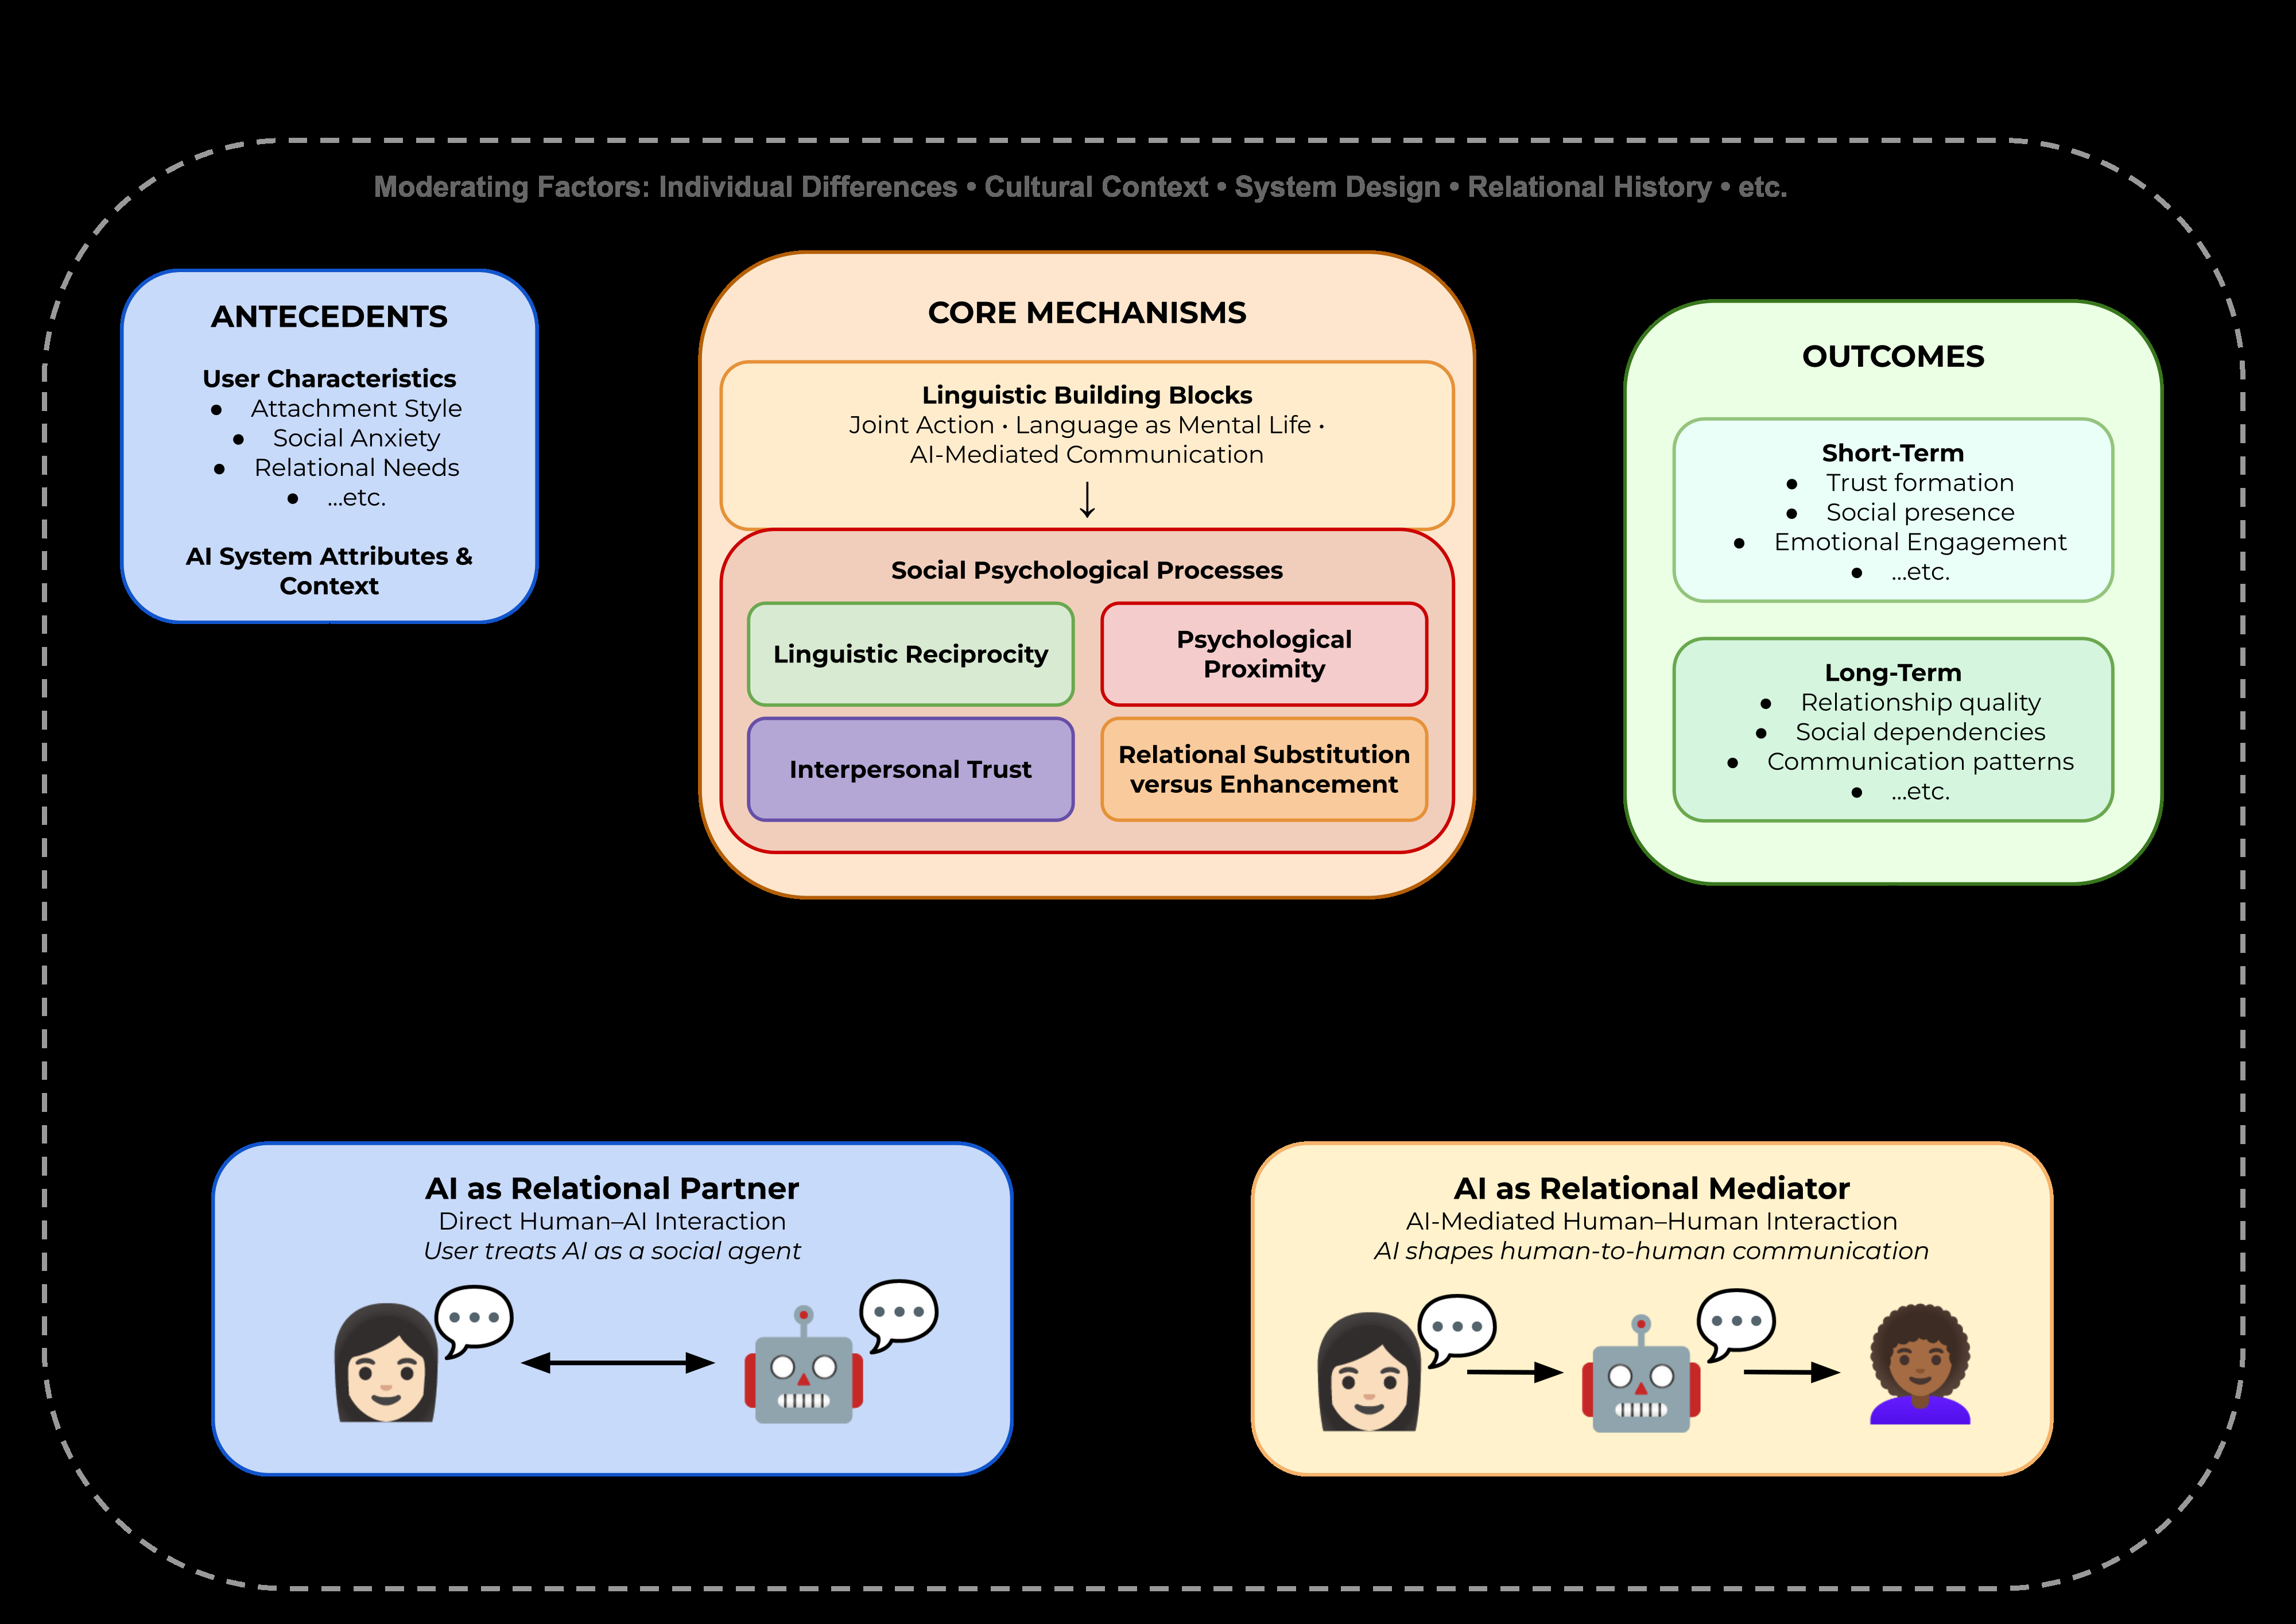 Moderating Factors: Individual Differences • Cultural Context • System Design • Relational History • etc.
ANTECEDENTS
User Characteristics
● Attachment Style
● Social Anxiety
● Relational Needs
● ...etc.
AI System Attributes &
Context
CORE MECHANISMS
Linguistic Building Blocks
Joint Action • Language as Mental Life •
AI-Mediated Communication
↓
Social Psychological Processes
Linguistic Reciprocity
Psychological
Proximity
Interpersonal Trust
Relational Substitution
versus Enhancement
OUTCOMES
Short-Term
● Trust formation
● Social presence
● Emotional Engagement
● ...etc.
Long-Term
● Relationship quality
● Social dependencies
● Communication patterns
● ...etc.
AI as Relational Partner
Direct Human–AI Interaction
User treats AI as a social agent
AI as Relational Mediator
AI-Mediated Human–Human Interaction
AI shapes human-to-human communication